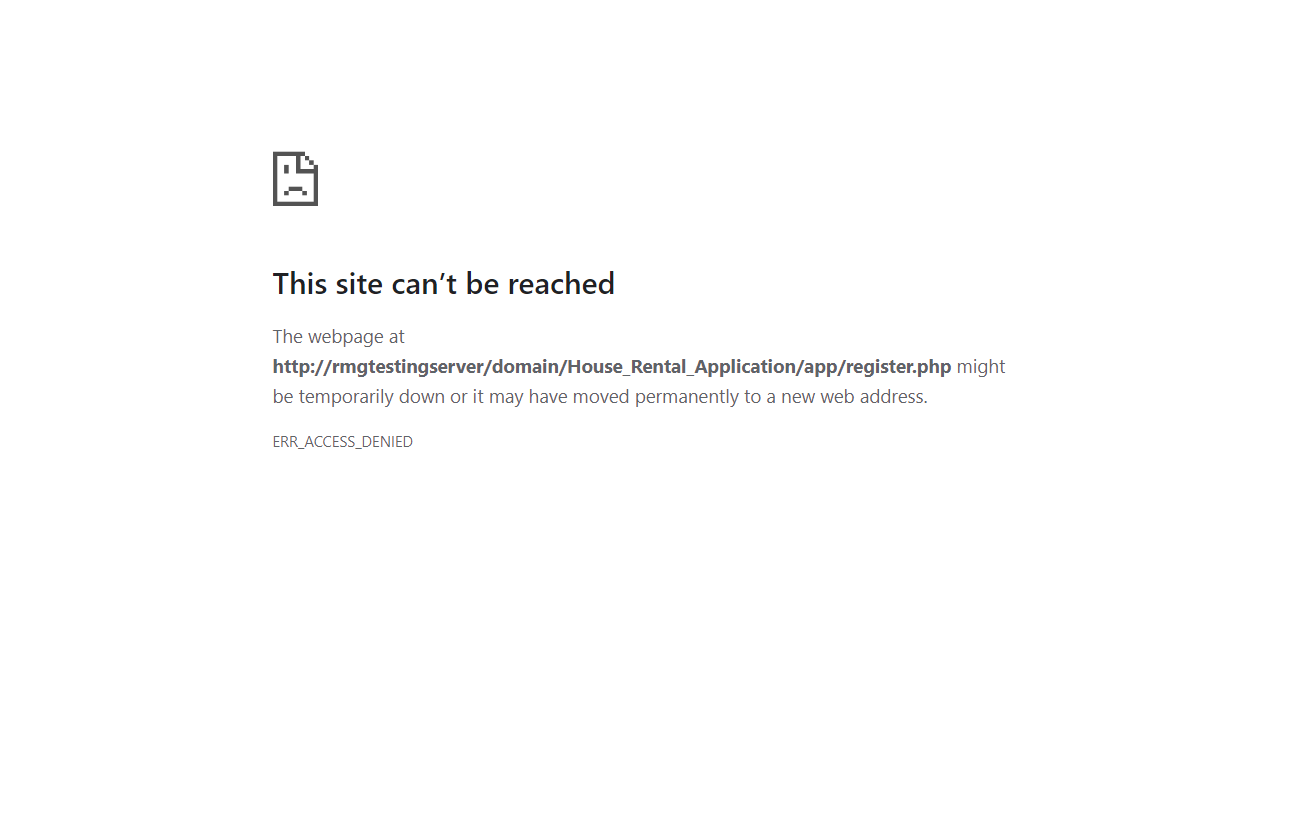 This site can’t be reached
The webpage at
http://rmgtestingserver/domain/House_Rental_Application/app/register.php might
be temporarily down or it may have moved permanently to a new web address.
ERR_ACCESS_DENIED